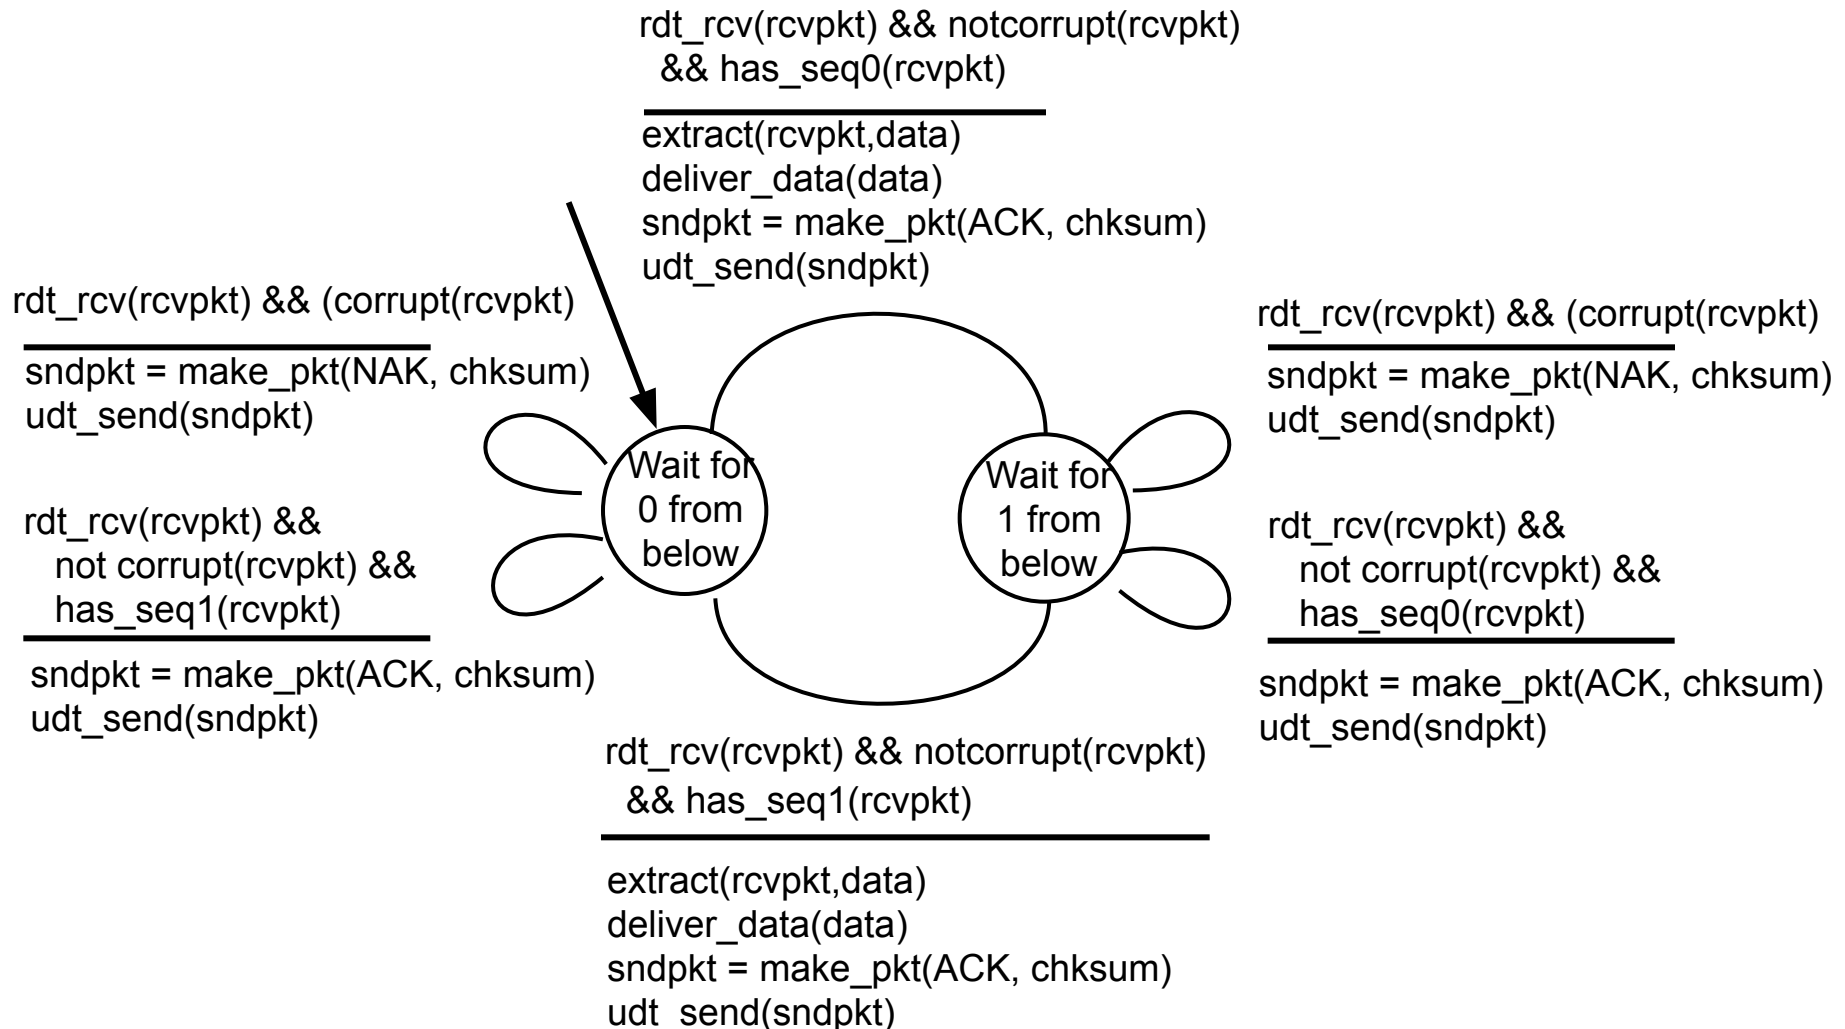 rdt_rcv(rcvpkt) && notcorrupt(rcvpkt)
&& has_seq0(rcvpkt)
extract(rcvpkt,data)
deliver_data(data)
sndpkt = make_pkt(ACK, chksum)
udt_send(sndpkt)
rdt_rcv(rcvpkt) && (corrupt(rcvpkt)
sndpkt = make_pkt(NAK, chksum)
udt_send(sndpkt)
rdt_rcv(rcvpkt) &&
not corrupt(rcvpkt) &&
has_seq1(rcvpkt)
sndpkt = make_pkt(ACK, chksum)
udt_send(sndpkt)
Wait for
0 from
below
Wait for
1 from
below
rdt_rcv(rcvpkt) && (corrupt(rcvpkt)
sndpkt = make_pkt(NAK, chksum)
udt_send(sndpkt)
rdt_rcv(rcvpkt) &&
not corrupt(rcvpkt) &&
has_seq0(rcvpkt)
sndpkt = make_pkt(ACK, chksum)
udt_send(sndpkt)
rdt_rcv(rcvpkt) && notcorrupt(rcvpkt)
&& has_seq1(rcvpkt)
extract(rcvpkt,data)
deliver_data(data)
sndpkt = make_pkt(ACK, chksum)
udt_send(sndpkt)